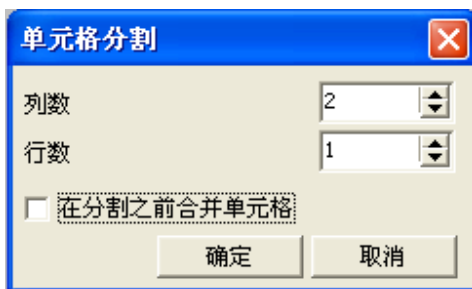 单元格分割
列数 2
行数 1
在分割之前合并单元格
确定 取消